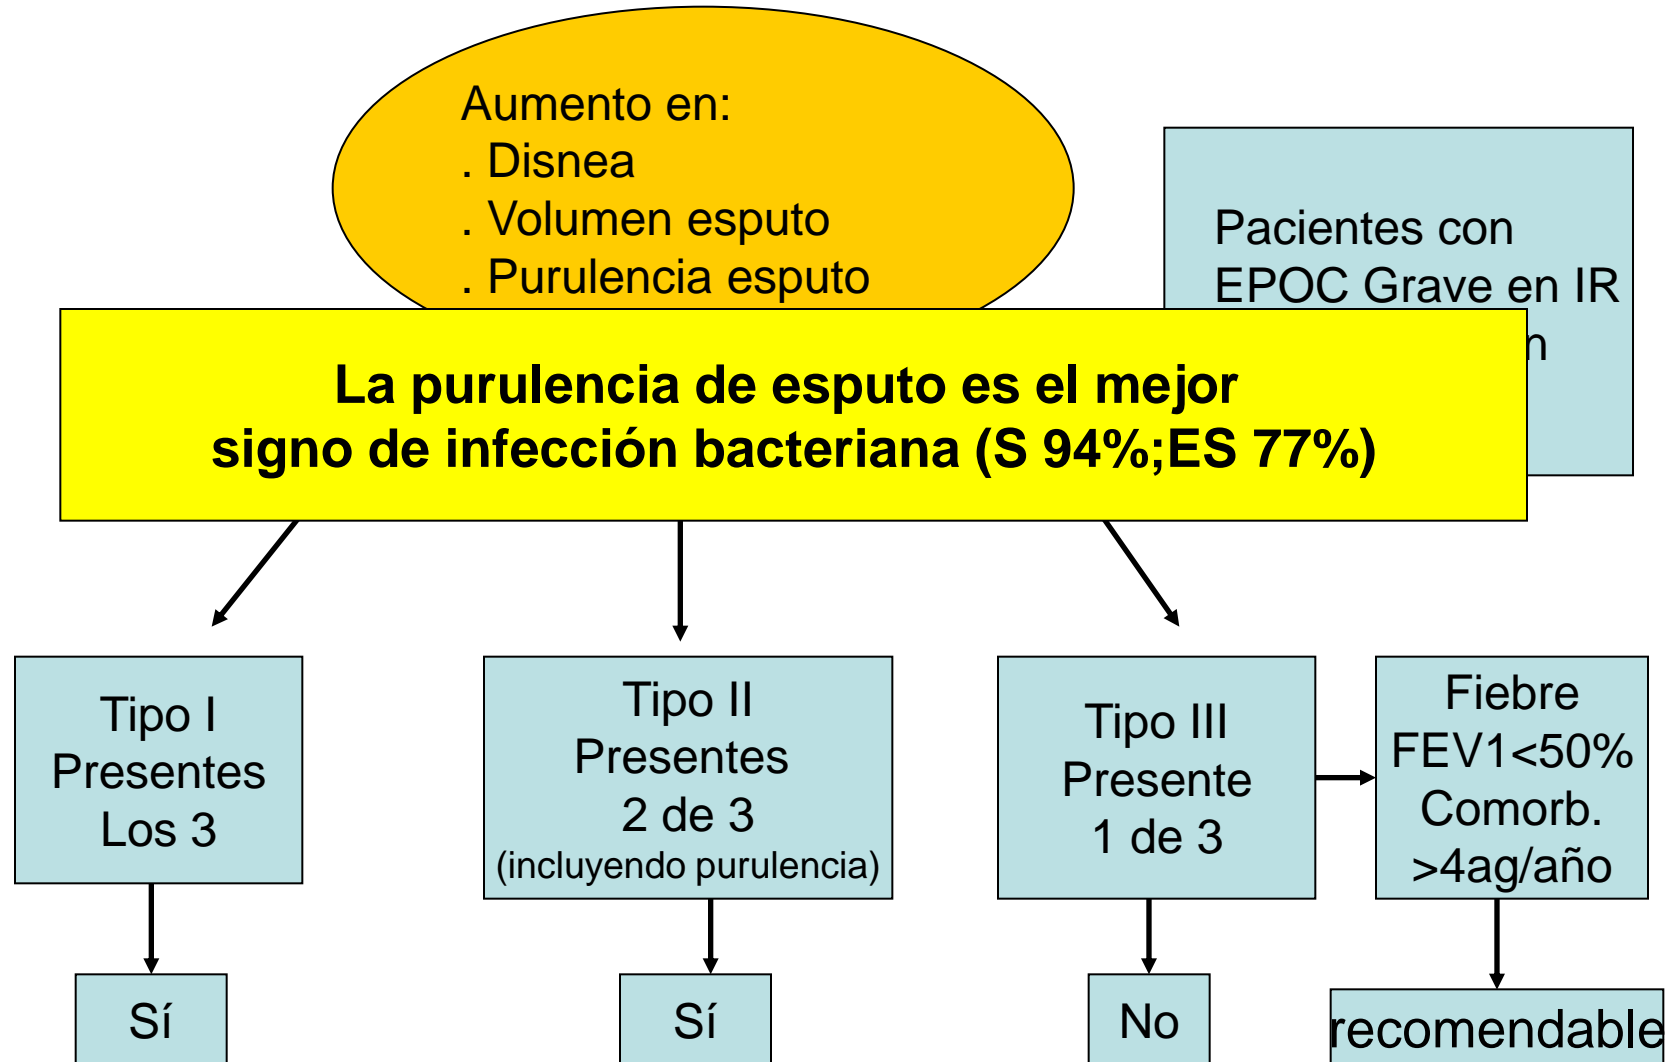 Aumento en:
. Disnea
. Volumen esputo
. Purulencia esputo
Pacientes con
EPOC Grave en IR
n
La purulencia de esputo es el mejor
signo de infección bacteriana (S 94%;ES 77%)
Tipo I
Presentes
Los 3
Tipo II
Presentes
2 de 3
(incluyendo purulencia)
Tipo III
Presente
1 de 3
Fiebre
FEV1<50%
Comorb.
>4ag/año
Sí
Sí
No
recomendable